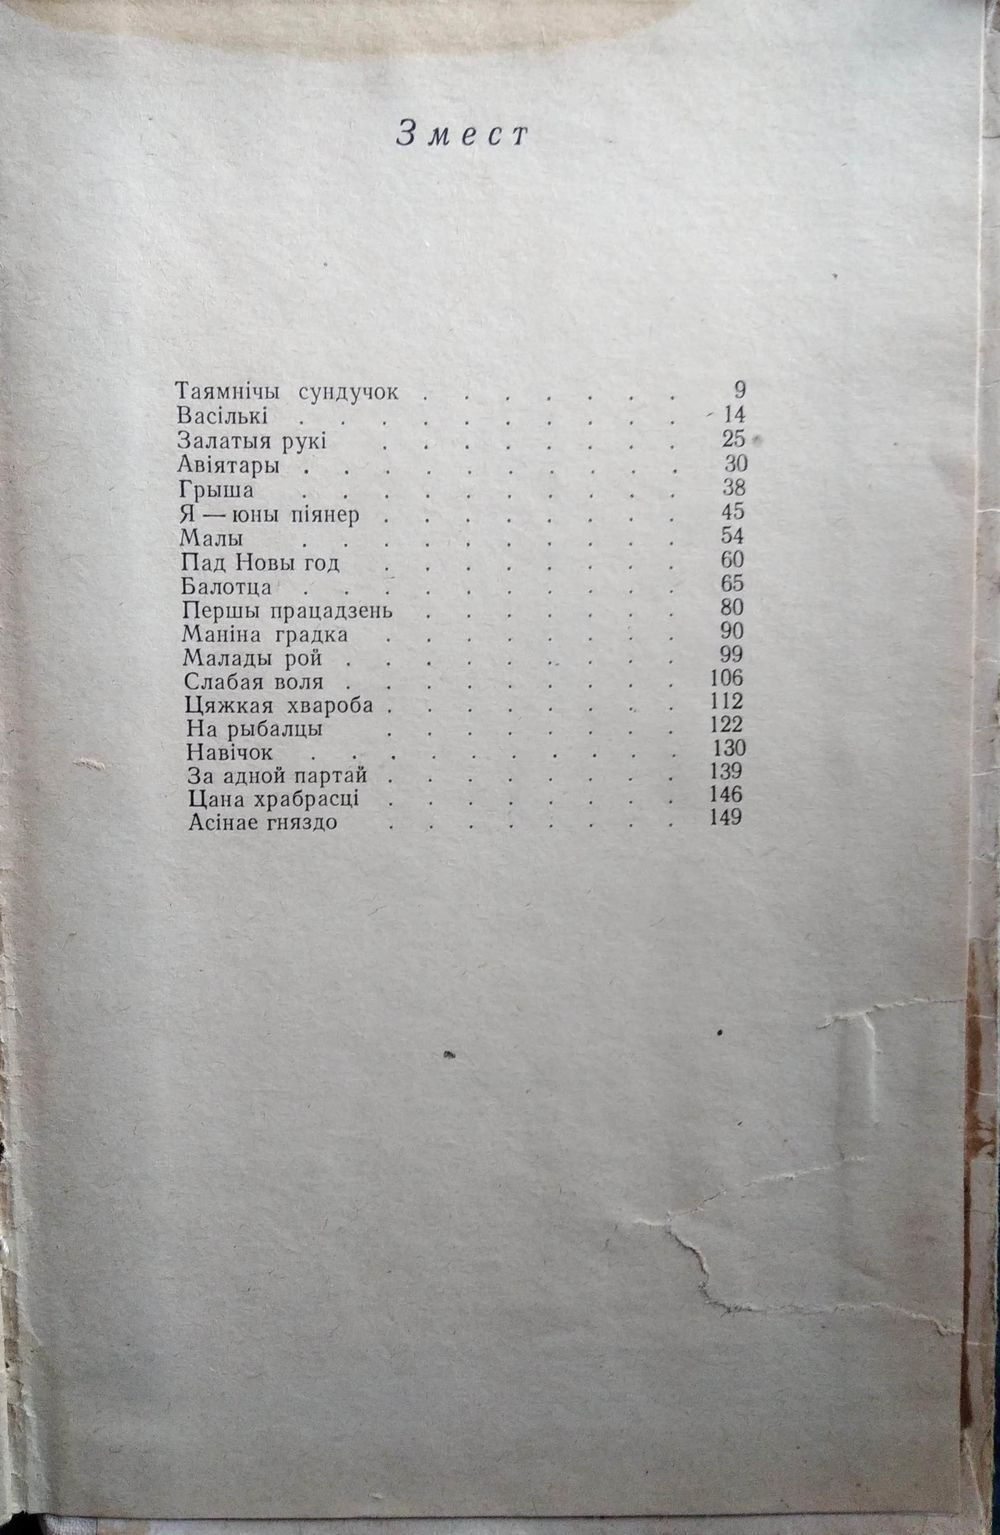 Змест
Таямнічы сундучок . . . . . . . 9
Васількі . . . . . . . . . . 14
Залатыя рукі . . . . . . . . 25
Авіятары . . . . . . . . . . 30
Грыша . . . . . . . . . . 38
Я — юны піянер . . . . . . . . 45
Малы . . . . . . . . . . 54
Пад Новы год . . . . . . . . 60
Балотца . . . . . . . . . . 65
Першы працадзень . . . . . . . 80
Маніна градка . . . . . . . . 90
Малады рой . . . . . . . . . 99
Слабая воля . . . . . . . . . 106
Цяжкая хвароба . . . . . . . . 112
На рыбалцы . . . . . . . . 122
Навічок . . . . . . . . . . 130
За адной партай . . . . . . . . 139
Цана храбрасці . . . . . . . . 146
Асінае гняздо . . . . . . . . 149